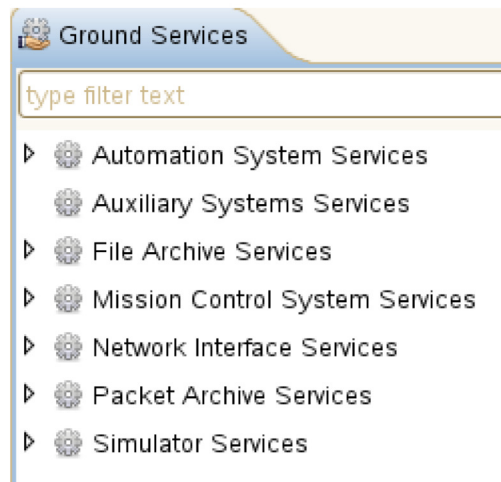 Ground Services
type filter text
Automation System Services
Auxiliary Systems Services
File Archive Services
Mission Control System Services
Network Interface Services
Packet Archive Services
Simulator Services